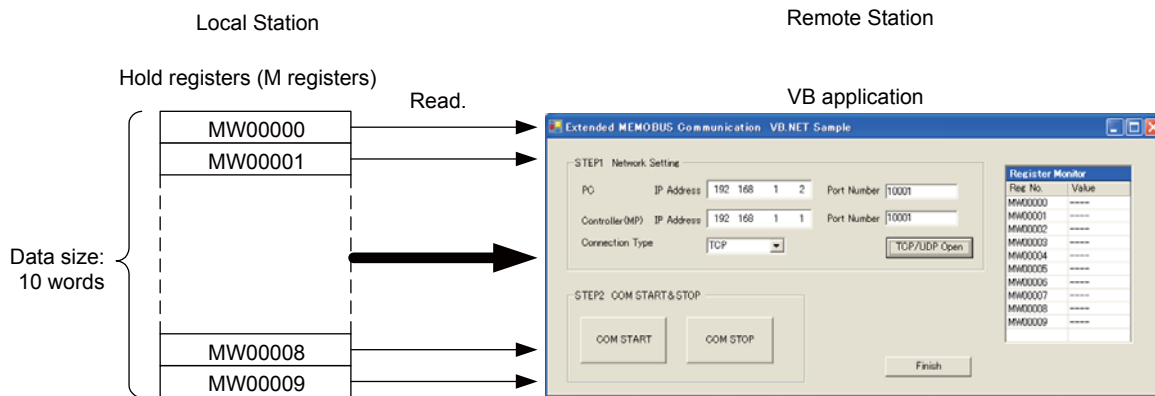 Local Station
Remote Station
Hold registers (M registers)
Read.
VB application
Data size:
10 words
MW00000
MW00001
MW00008
MW00009
Extended MEMOBUS Communication VB.NET Sample
STEP1 Network Setting
PC IP Address 192 168 1 2 Port Number 10001
Controller(MP) IP Address 192 168 1 1 Port Number 10001
Connection Type TCP TCP/UDP Open
STEP2 COM START&STOP
COM START COM STOP
Finish
Register Monitor
Reg No. Value
MW00000 ----
MW00001 ----
MW00002 ----
MW00003 ----
MW00004 ----
MW00005 ----
MW00006 ----
MW00007 ----
MW00008 ----
MW00009 ----